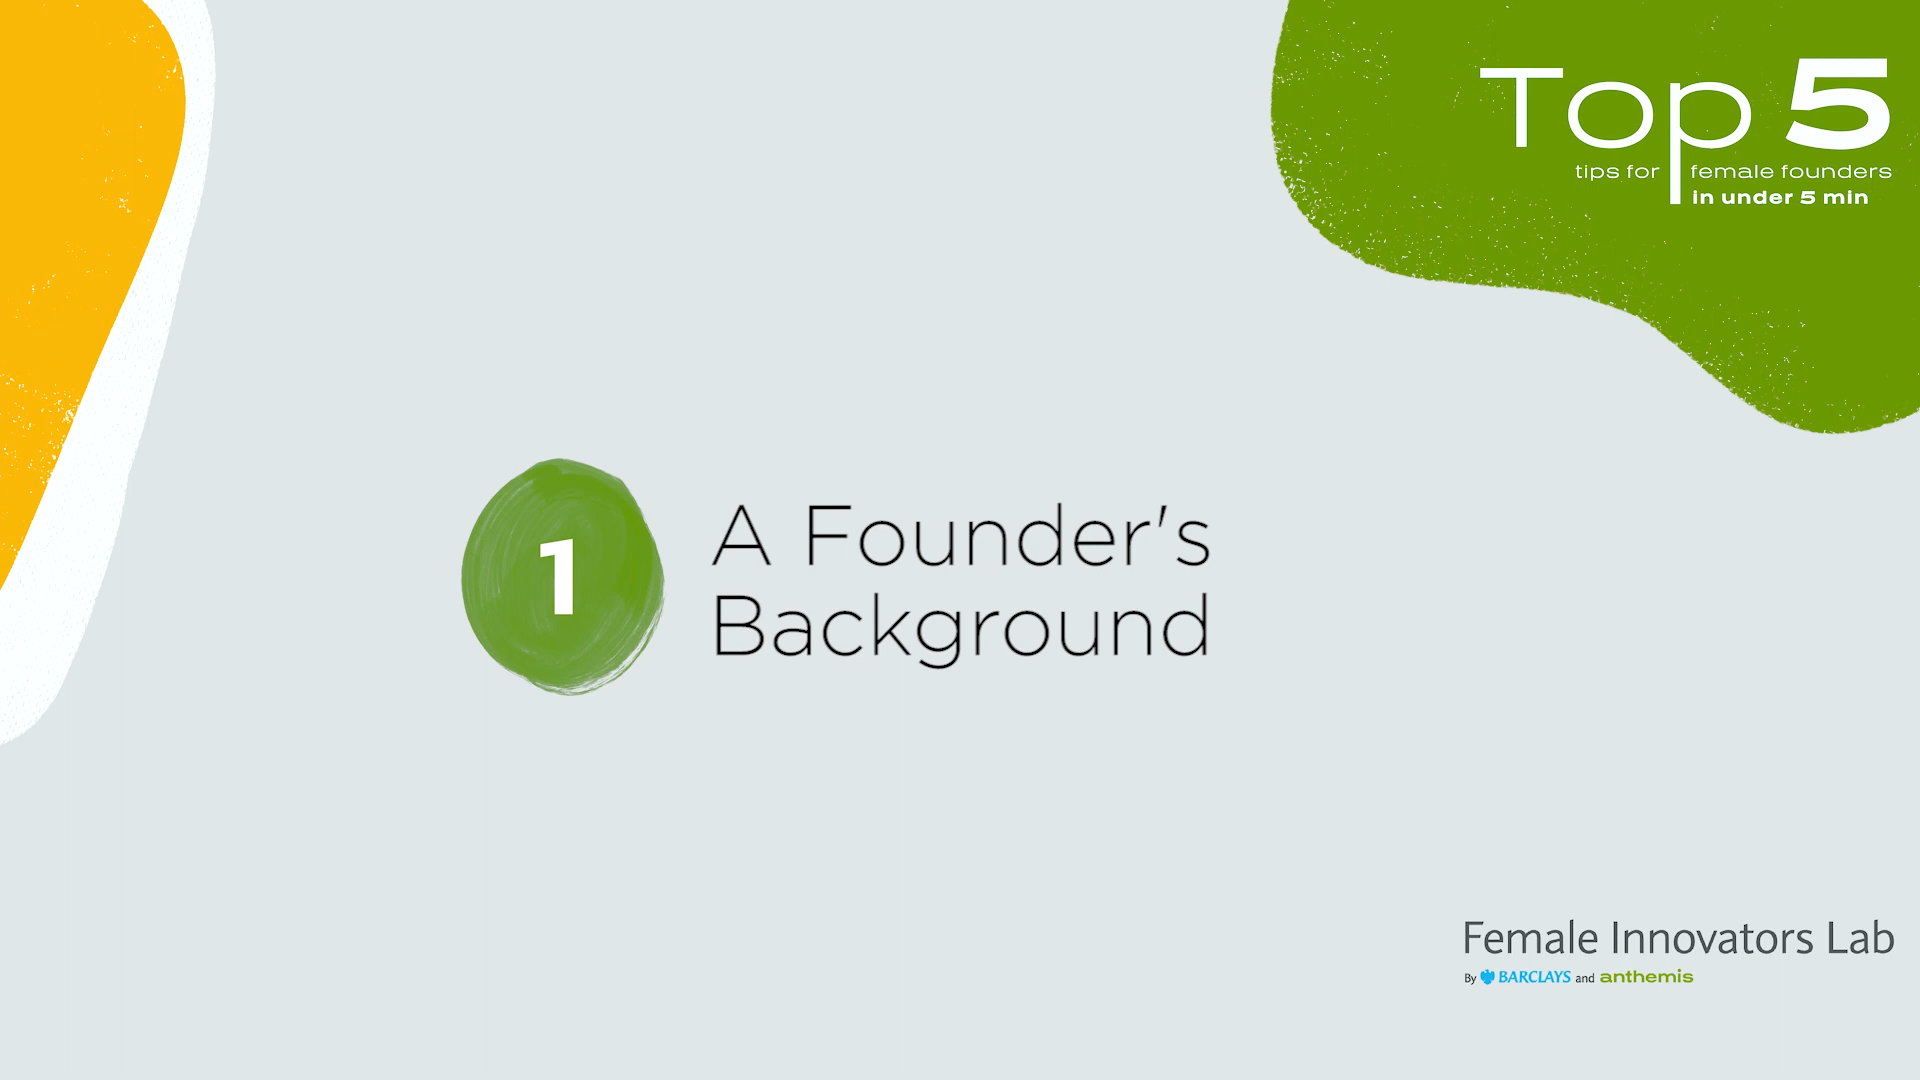 Top 5
tips for female founders
in under 5 min
1
A Founder's
Background
Female Innovators Lab
By BARCLAYS and anthemis